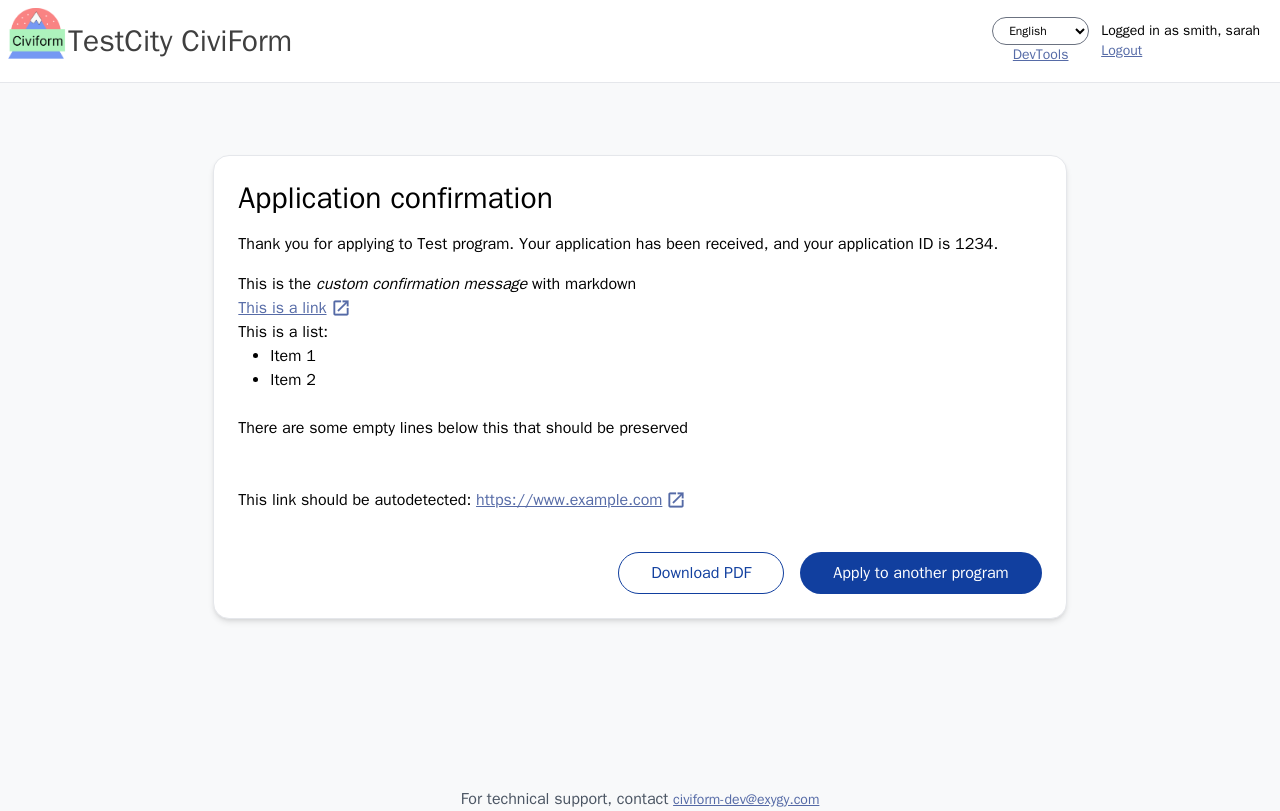 Civiform
TestCity CiviForm
English
DevTools
Logged in as smith, sarah
Logout
Application confirmation
Thank you for applying to Test program. Your application has been received, and your application ID is 1234.
This is the custom confirmation message with markdown
This is a link
This is a list:
• Item 1
• Item 2
There are some empty lines below this that should be preserved
This link should be autodetected: https://www.example.com
Download PDF
Apply to another program
For technical support, contact civiform-dev@exygy.com